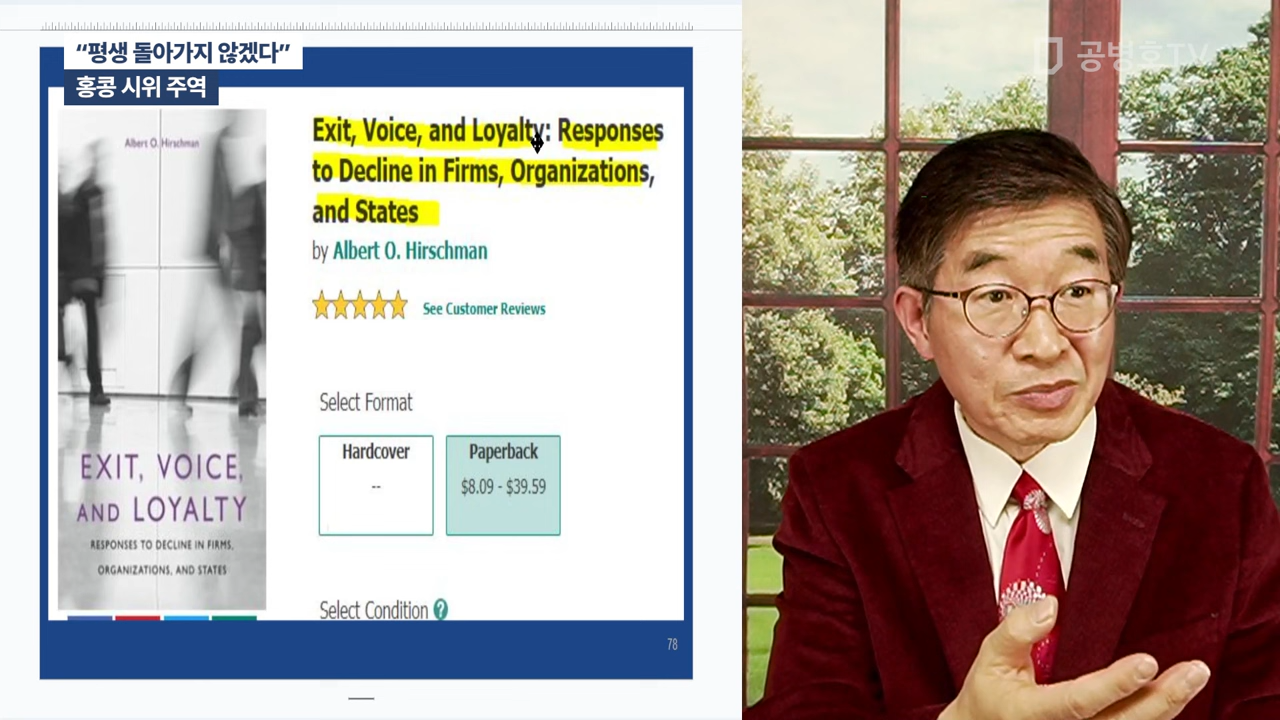 “평생 돌아가지 않겠다”
홍콩 시위 주역
공병호TV
Albert O. Hirschman
EXIT, VOICE,
AND LOYALTY
RESPONSES TO DECLINE IN FIRMS,
ORGANIZATIONS, AND STATES
Exit, Voice, and Loyalty: Responses
to Decline in Firms, Organizations,
and States
by Albert O. Hirschman
See Customer Reviews
Select Format
Hardcover
--
Paperback
$8.09 - $39.59
Select Condition ?
78